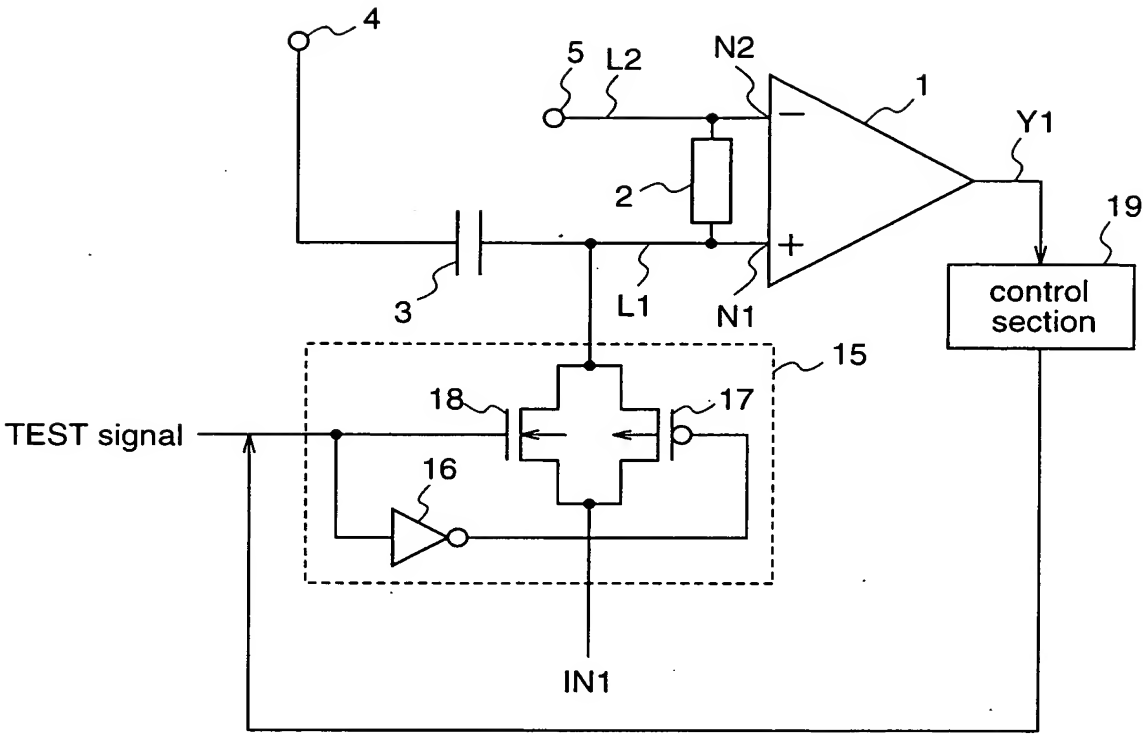 4
5
L2
N2
1
Y1
−
2
19
+
3
L1
N1
control
section
15
18
17
TEST signal
16
IN1